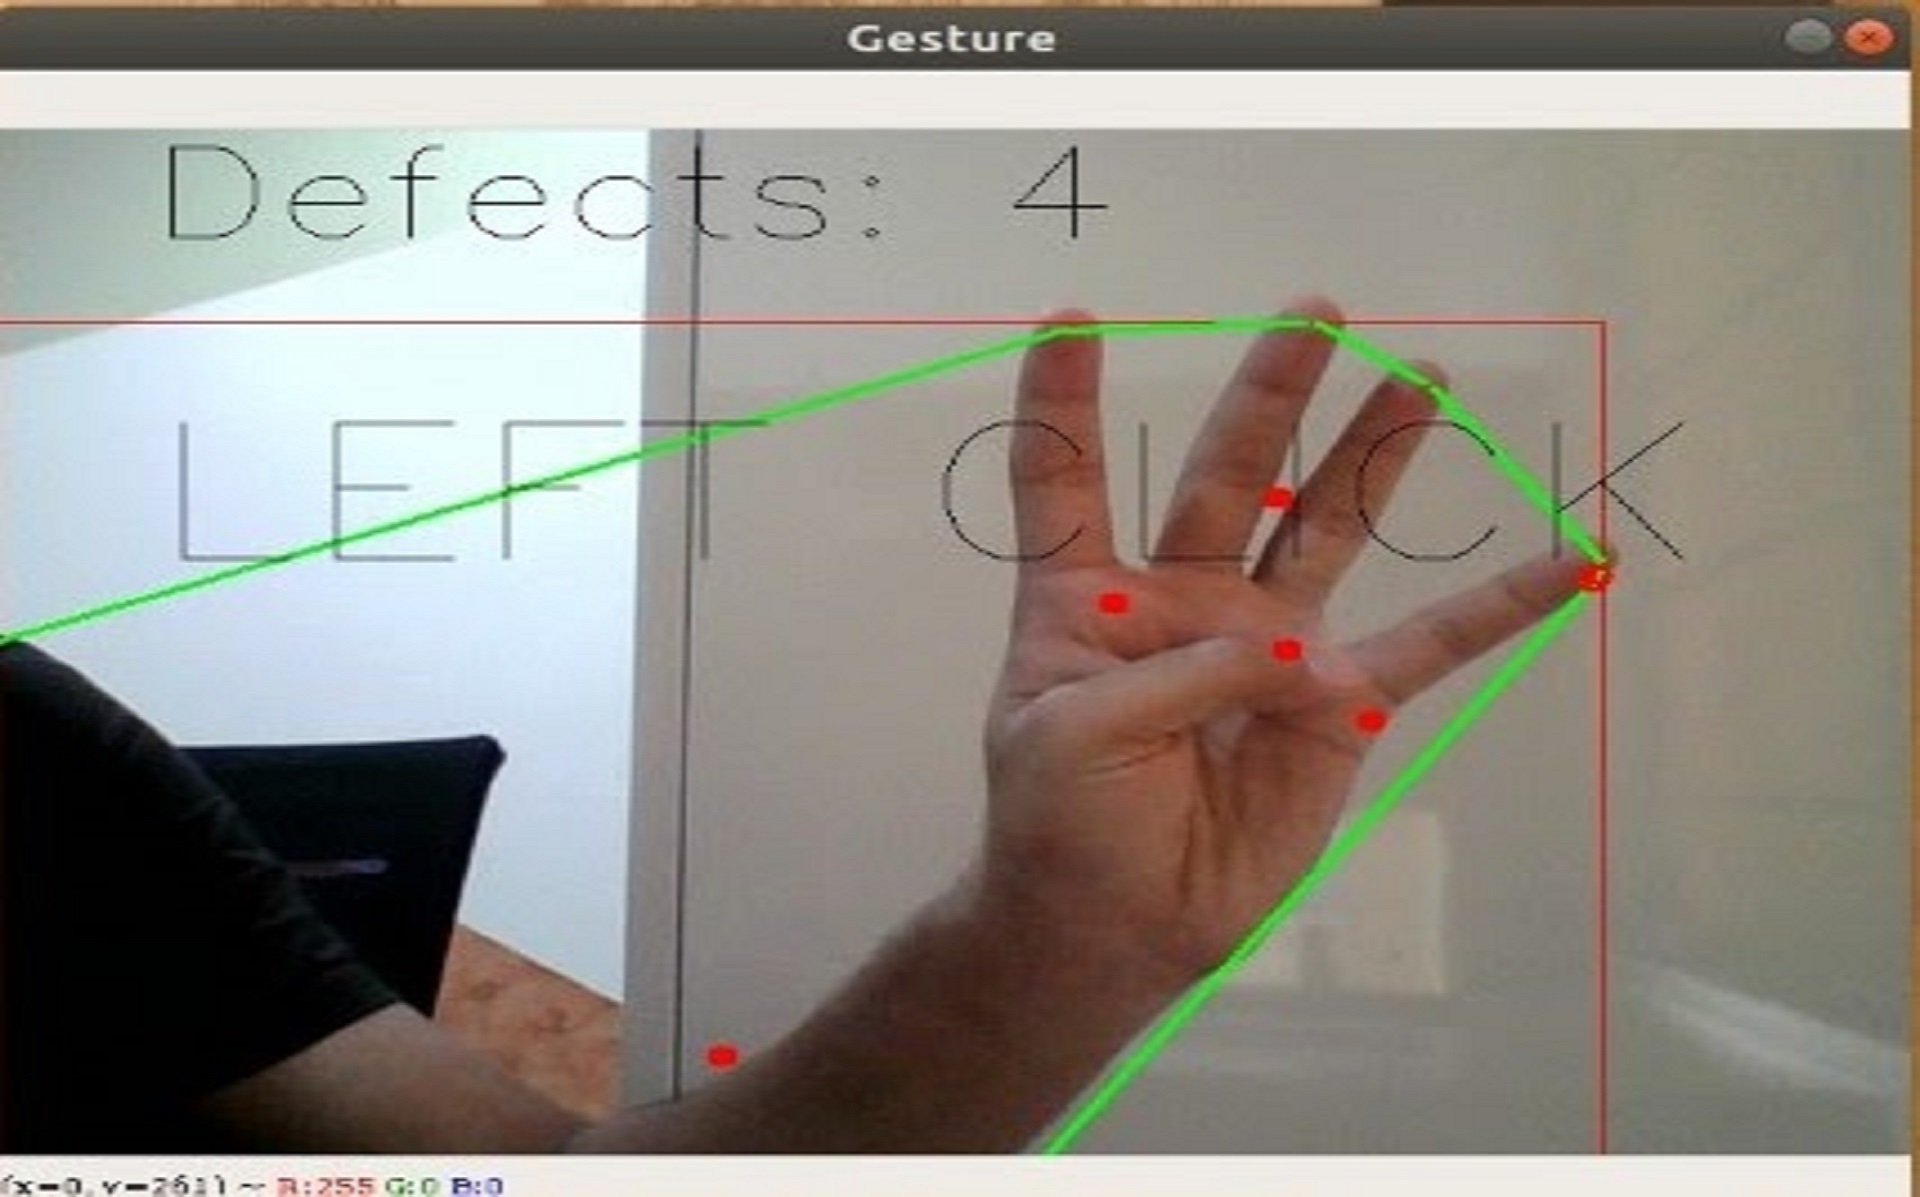 Gesture
Defects: 4
LEFT CLICK
(x=0, y=261) ~ R:255 G:0 B:0